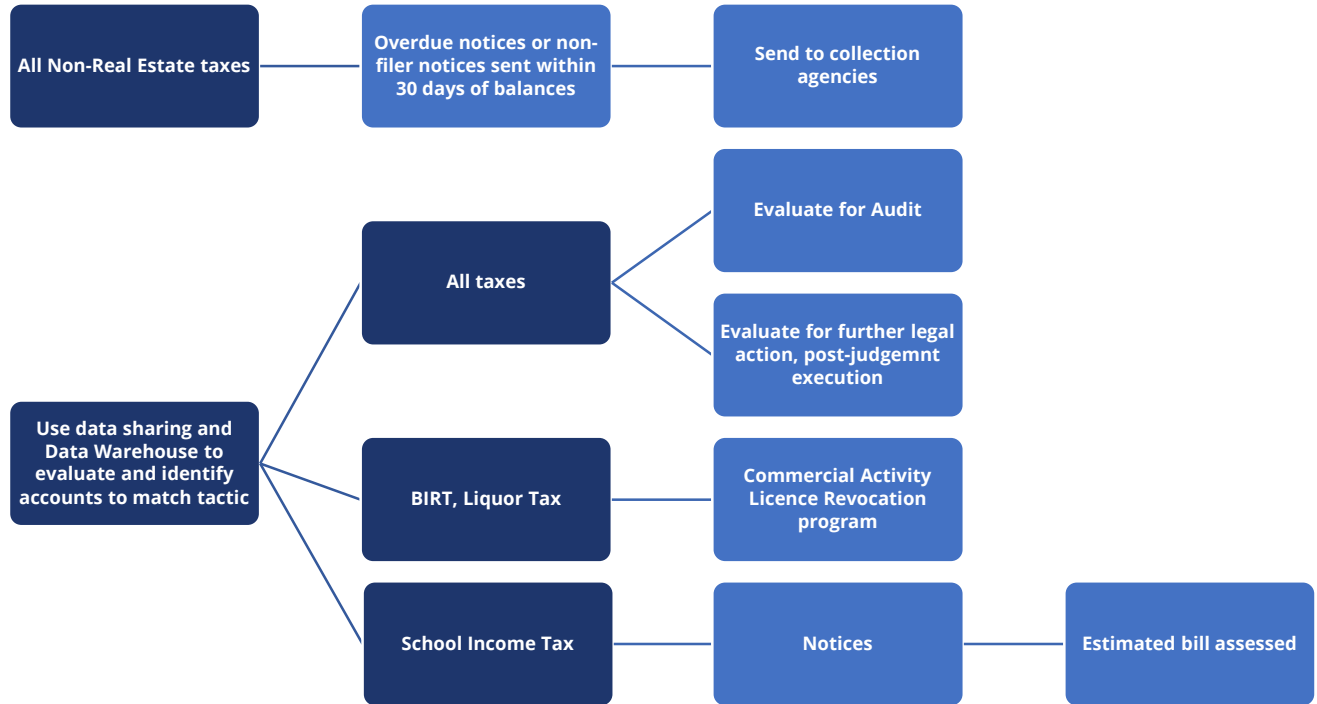 All Non-Real Estate taxes
Overdue notices or non-
filer notices sent within
30 days of balances
Send to collection
agencies
Evaluate for Audit
All taxes
Evaluate for further legal
action, post-judgemnt
execution
Use data sharing and
Data Warehouse to
evaluate and identify
accounts to match tactic
BIRT, Liquor Tax
Commercial Activity
Licence Revocation
program
School Income Tax
Notices
Estimated bill assessed